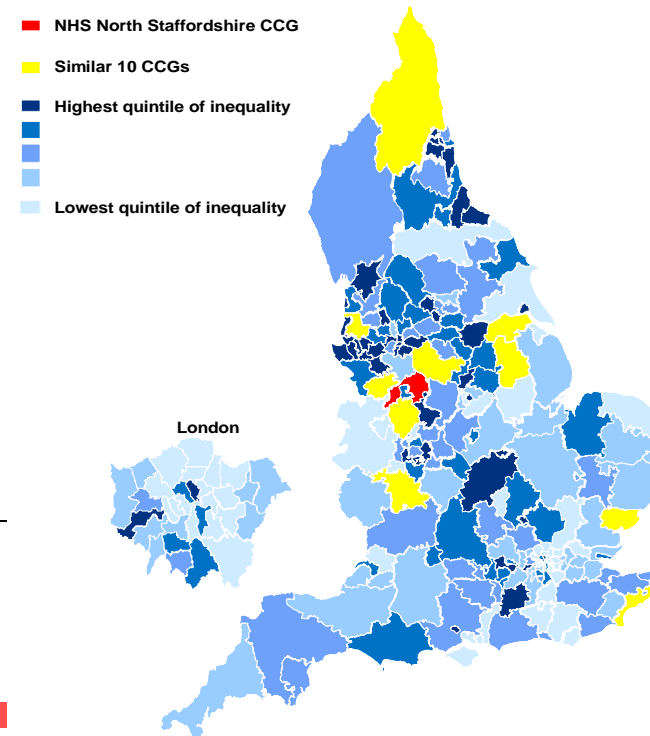 NHS North Staffordshire CCG
Similar 10 CCGs
Highest quintile of inequality
Lowest quintile of inequality
London